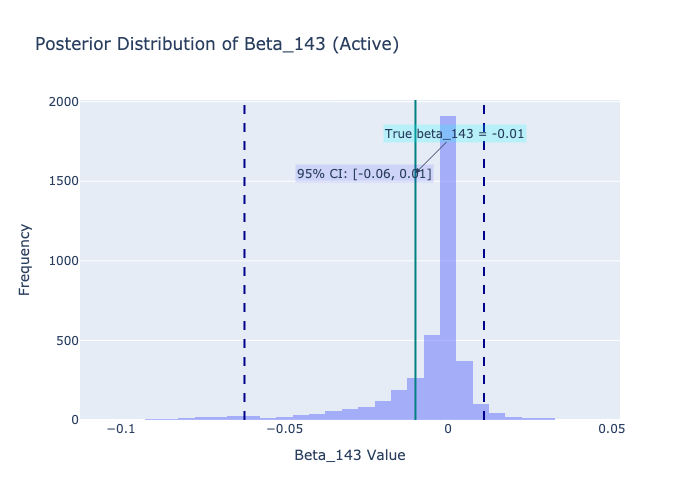 Posterior Distribution of Beta_143 (Active)
2000
True beta_143 = -0.01
95% CI: [-0.06, 0.01]
1500
1000
500
0
Frequency
−0.1
−0.05
0
0.05
Beta_143 Value